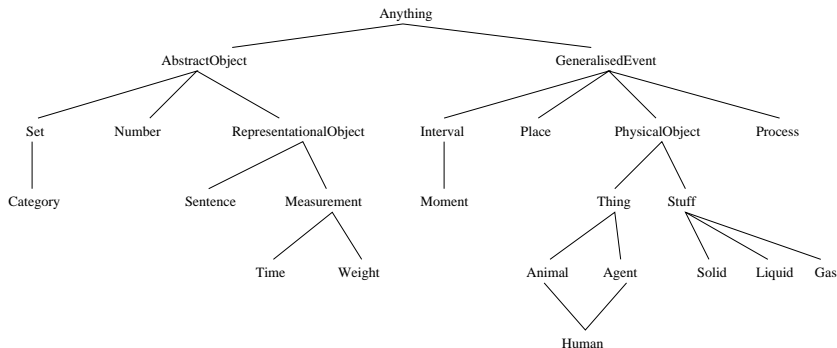 Anything
AbstractObject GeneralisedEvent
Set Number RepresentationalObject Interval Place PhysicalObject Process
Category Sentence Measurement Moment Thing Stuff
Time Weight Animal Agent Solid Liquid Gas
Human